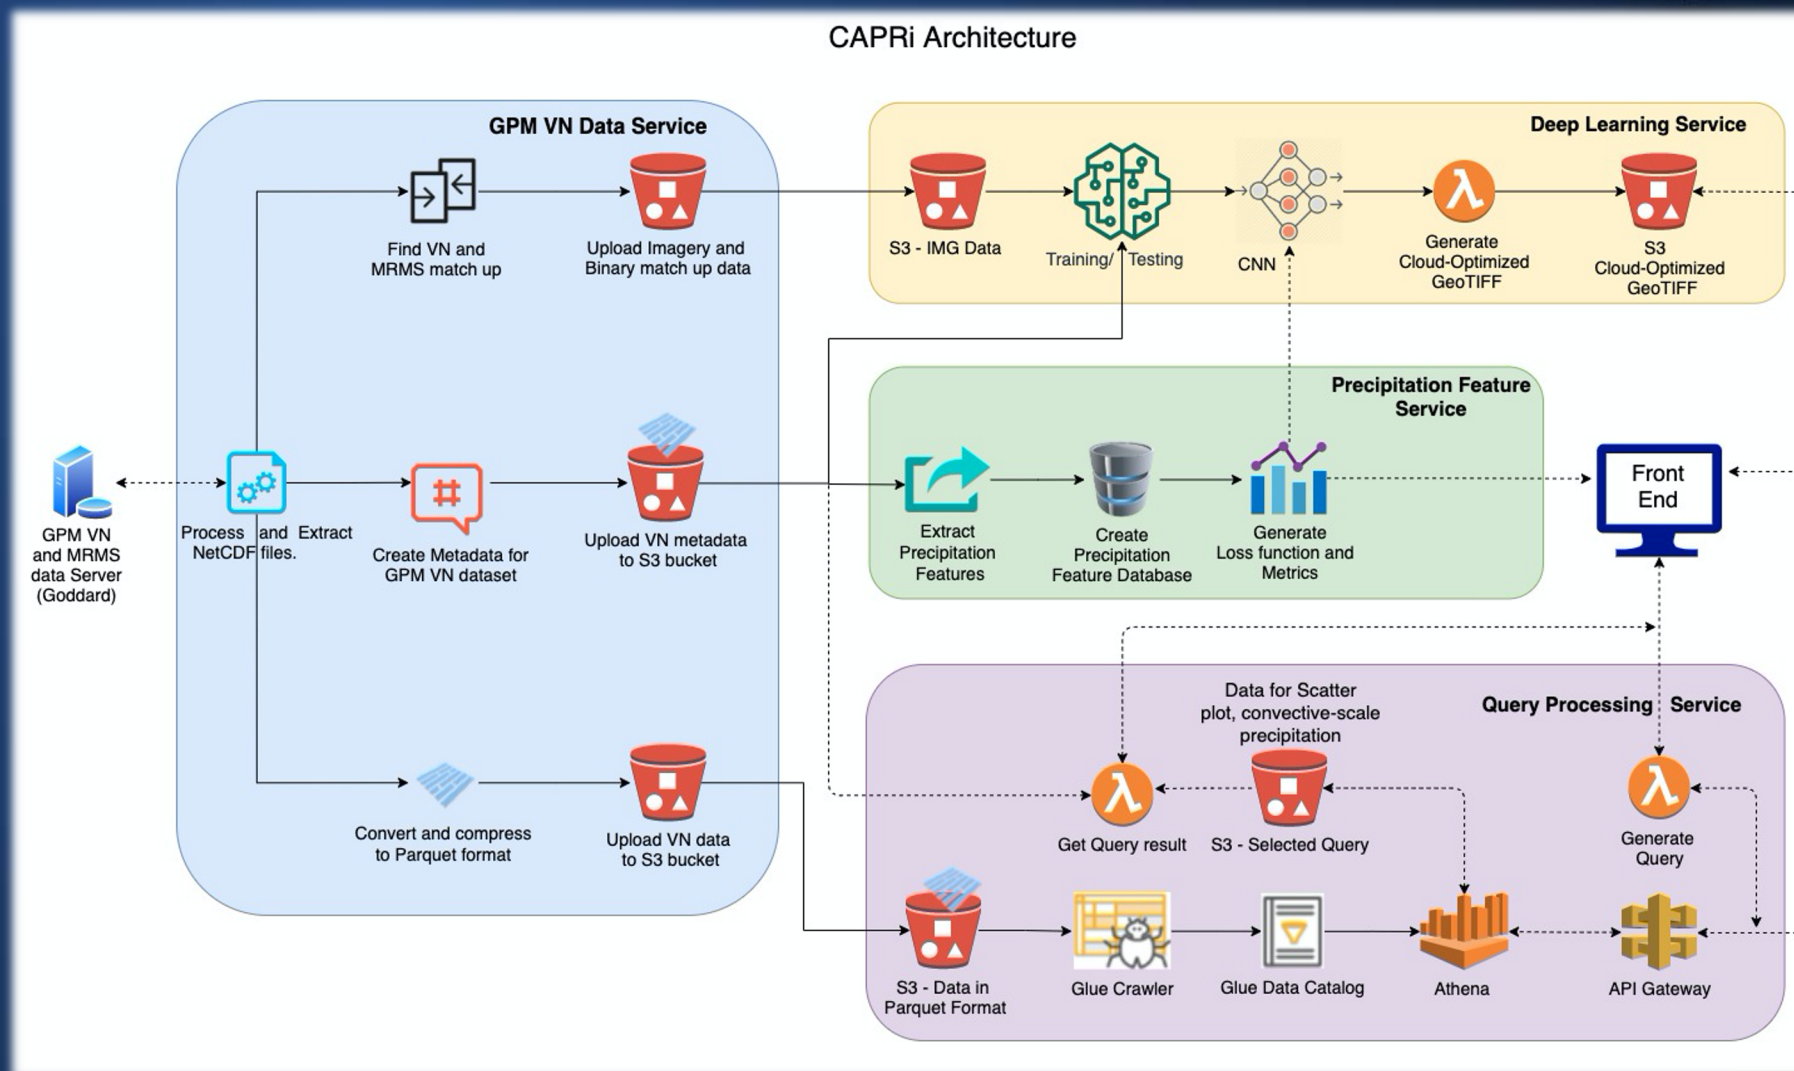 CAPRi Architecture
GPM VN Data Service
Find VN and
MRMS match up
Upload Imagery and
Binary match up data
GPM VN
and MRMS
data Server
(Goddard)
Process and Extract
NetCDF files.
#
Create Metadata for
GPM VN dataset
Upload VN metadata
to S3 bucket
Convert and compress
to Parquet format
Upload VN data
to S3 bucket
Deep Learning Service
S3 - IMG Data
Training/ Testing
CNN
λ
Generate
Cloud-Optimized
GeoTIFF
S3
Cloud-Optimized
GeoTIFF
Precipitation Feature
Service
Extract
Precipitation
Features
Create
Precipitation
Feature Database
Generate
Loss function and
Metrics
Front
End
Query Processing Service
Data for Scatter
plot, convective-scale
precipitation
λ
Get Query result
S3 - Selected Query
λ
Generate
Query
S3 - Data in
Parquet Format
Glue Crawler
Glue Data Catalog
Athena
API Gateway